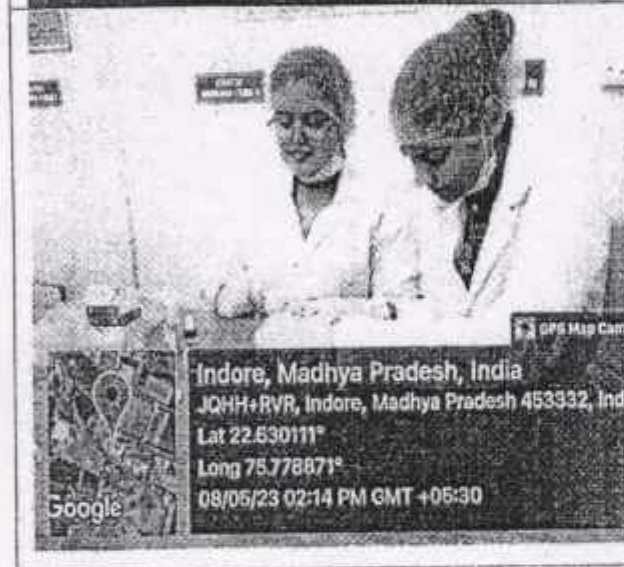 GPS Map Cam
Indore, Madhya Pradesh, India
JQHH+RVR, Indore, Madhya Pradesh 453332, Ind
Lat 22.630111°
Long 75.778871°
08/05/23 02:14 PM GMT +05:30
Google